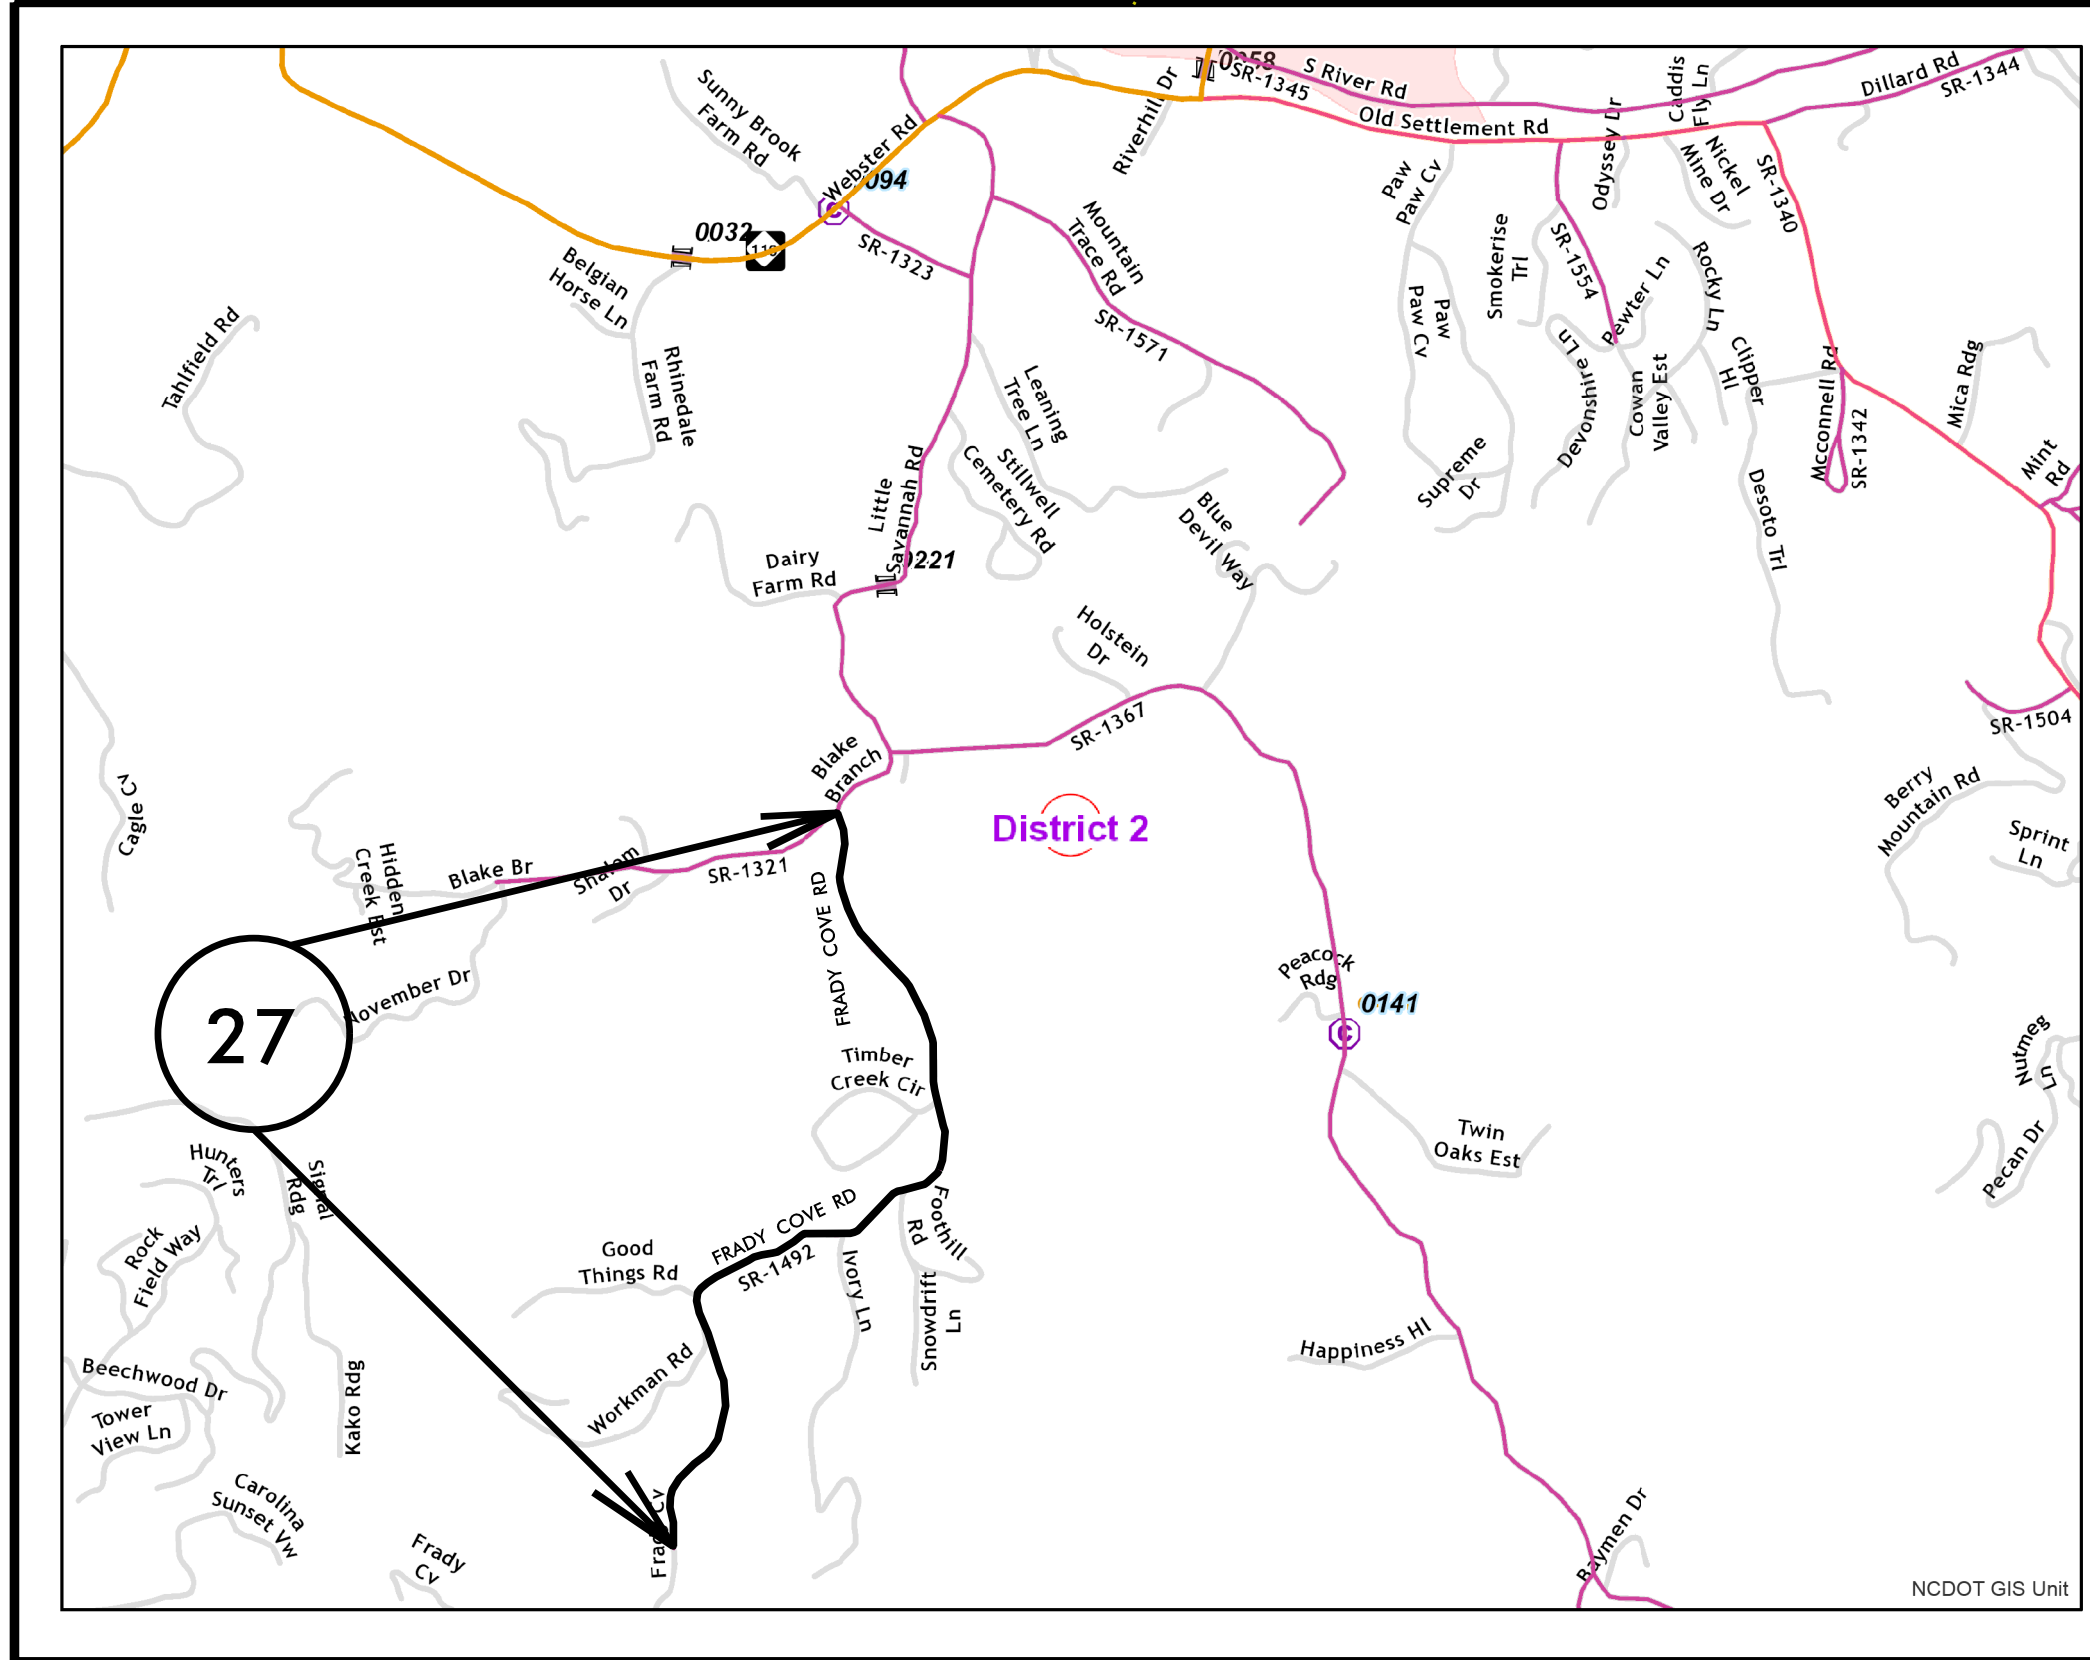 0058
SR-1345
S River Rd
Caddis
Fly Ln
Dillard Rd
SR-1344
Sunny Brook
Farm Rd
Webster Rd
Riverhill Dr
Old Settlement Rd
Odyssey Dr
Nickel
Mine Dr
SR-1340
Paw
Paw Cv
094
0032
SR-1323
Mountain
Trace Rd
Smokerise
Trl
SR-1554
Pewter Ln
Rocky Ln
Belgian
Horse Ln
Tahlfield Rd
SR-1571
Paw
Paw Cv
Devonshire Ln
Cowan
Valley Est
Clipper
Hl
Mcconnell Rd
SR-1342
Mica Rdg
Rhinedale
Farm Rd
Leaning
Tree Ln
Stillwell
Cemetery Rd
Little
Savannah Rd
Supreme
Dr
Mint
Rd
Desoto Trl
Blue
Devil Way
Dairy
Farm Rd
0221
Holstein
Dr
SR-1367
SR-1504
Blake
Branch
Cagle Cv
District 2
Berry
Mountain Rd
Sprint
Ln
Hidden
Creek Est
Blake Br
Shalom
Dr
SR-1321
FRADY COVE RD
November Dr
Peacock
Rdg
0141
C
C
27
Timber
Creek Cir
Nutmeg
Ln
Twin
Oaks Est
Pecan Dr
Hunters
Trl
Signal
Rdg
Rock
Field Way
Good
Things Rd
FRADY COVE RD
SR-1492
Foothill
Rd
Ivory Ln
Snowdrift
Ln
Happiness Hl
Workman Rd
Beechwood Dr
Tower
View Ln
Kako Rdg
Carolina
Sunset Vw
Frady
Cv
Frady Cv
Baymen Dr
NCDOT GIS Unit